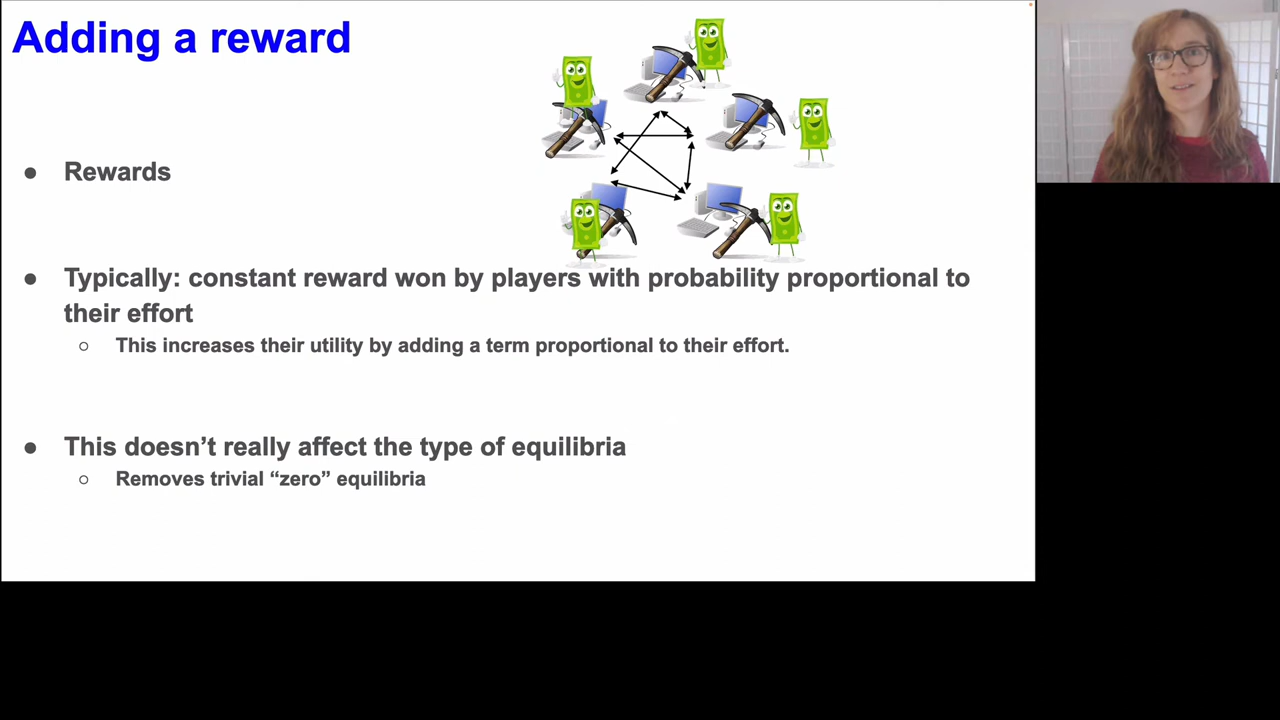 Adding a reward
● Rewards
● Typically: constant reward won by players with probability proportional to
their effort
○ This increases their utility by adding a term proportional to their effort.
● This doesn’t really affect the type of equilibria
○ Removes trivial “zero” equilibria